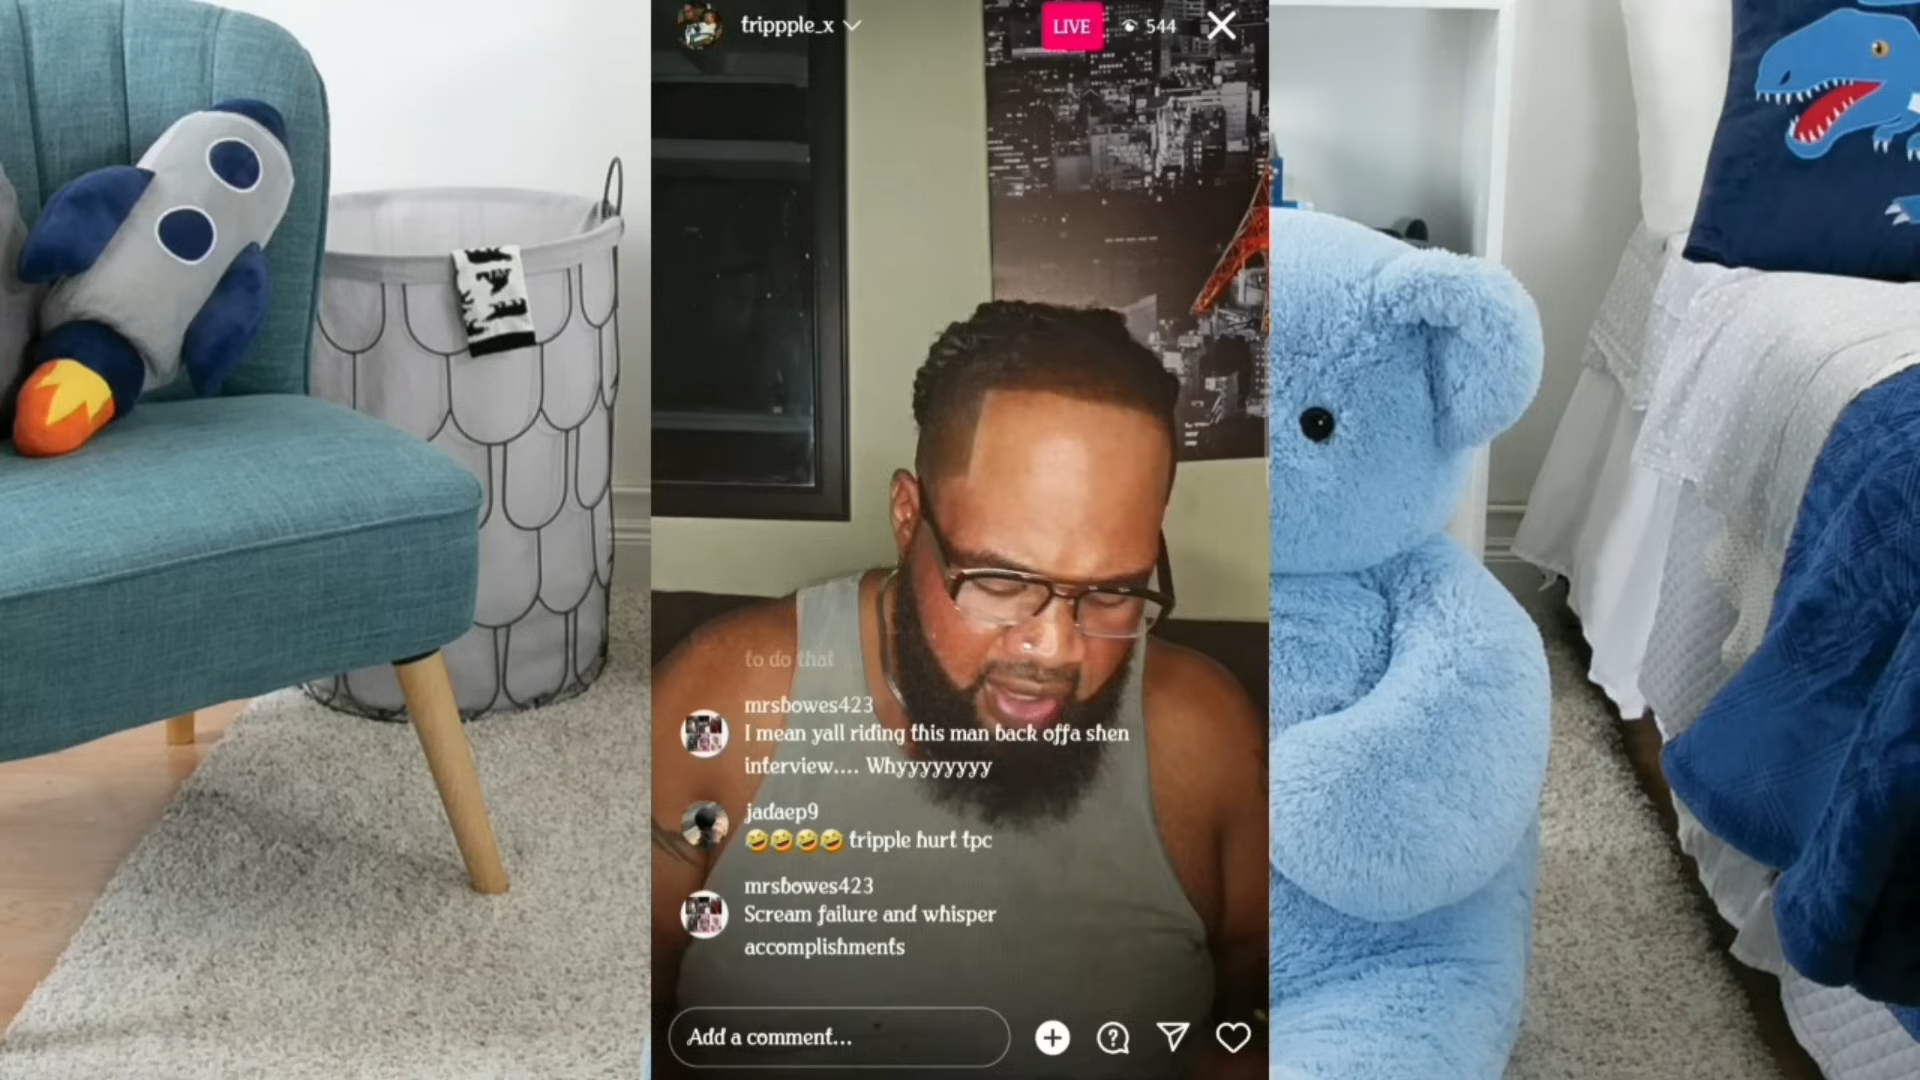 trippple_x
LIVE
544
to do that
mrsbowes423
I mean yall riding this man back offa shen
interview.... Whyyyyyyyy
jadaep9
🤣🤣🤣🤣 tripple hurt tpc
mrsbowes423
Scream failure and whisper
accomplishments
Add a comment...